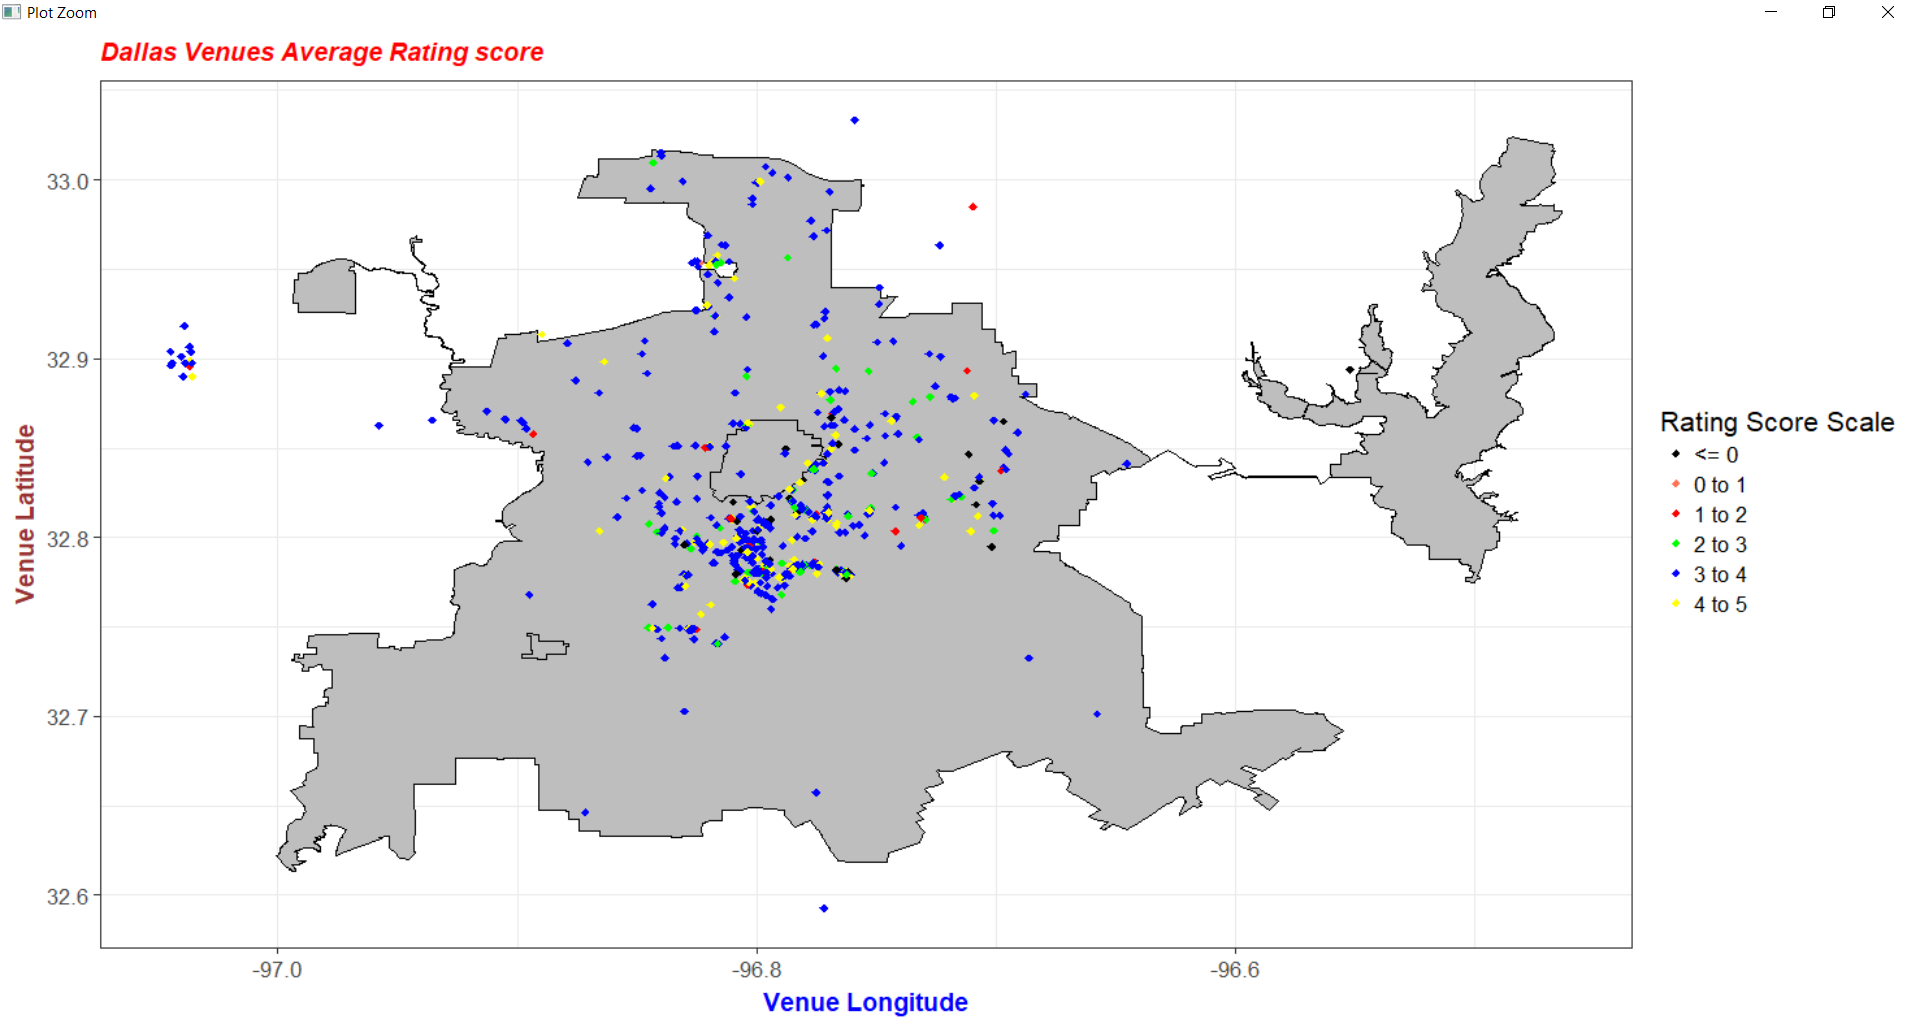 Plot Zoom
Dallas Venues Average Rating score
Venue Latitude
33.0
32.9
32.8
32.7
32.6
-97.0
-96.8
-96.6
Venue Longitude
Rating Score Scale
<= 0
0 to 1
1 to 2
2 to 3
3 to 4
4 to 5